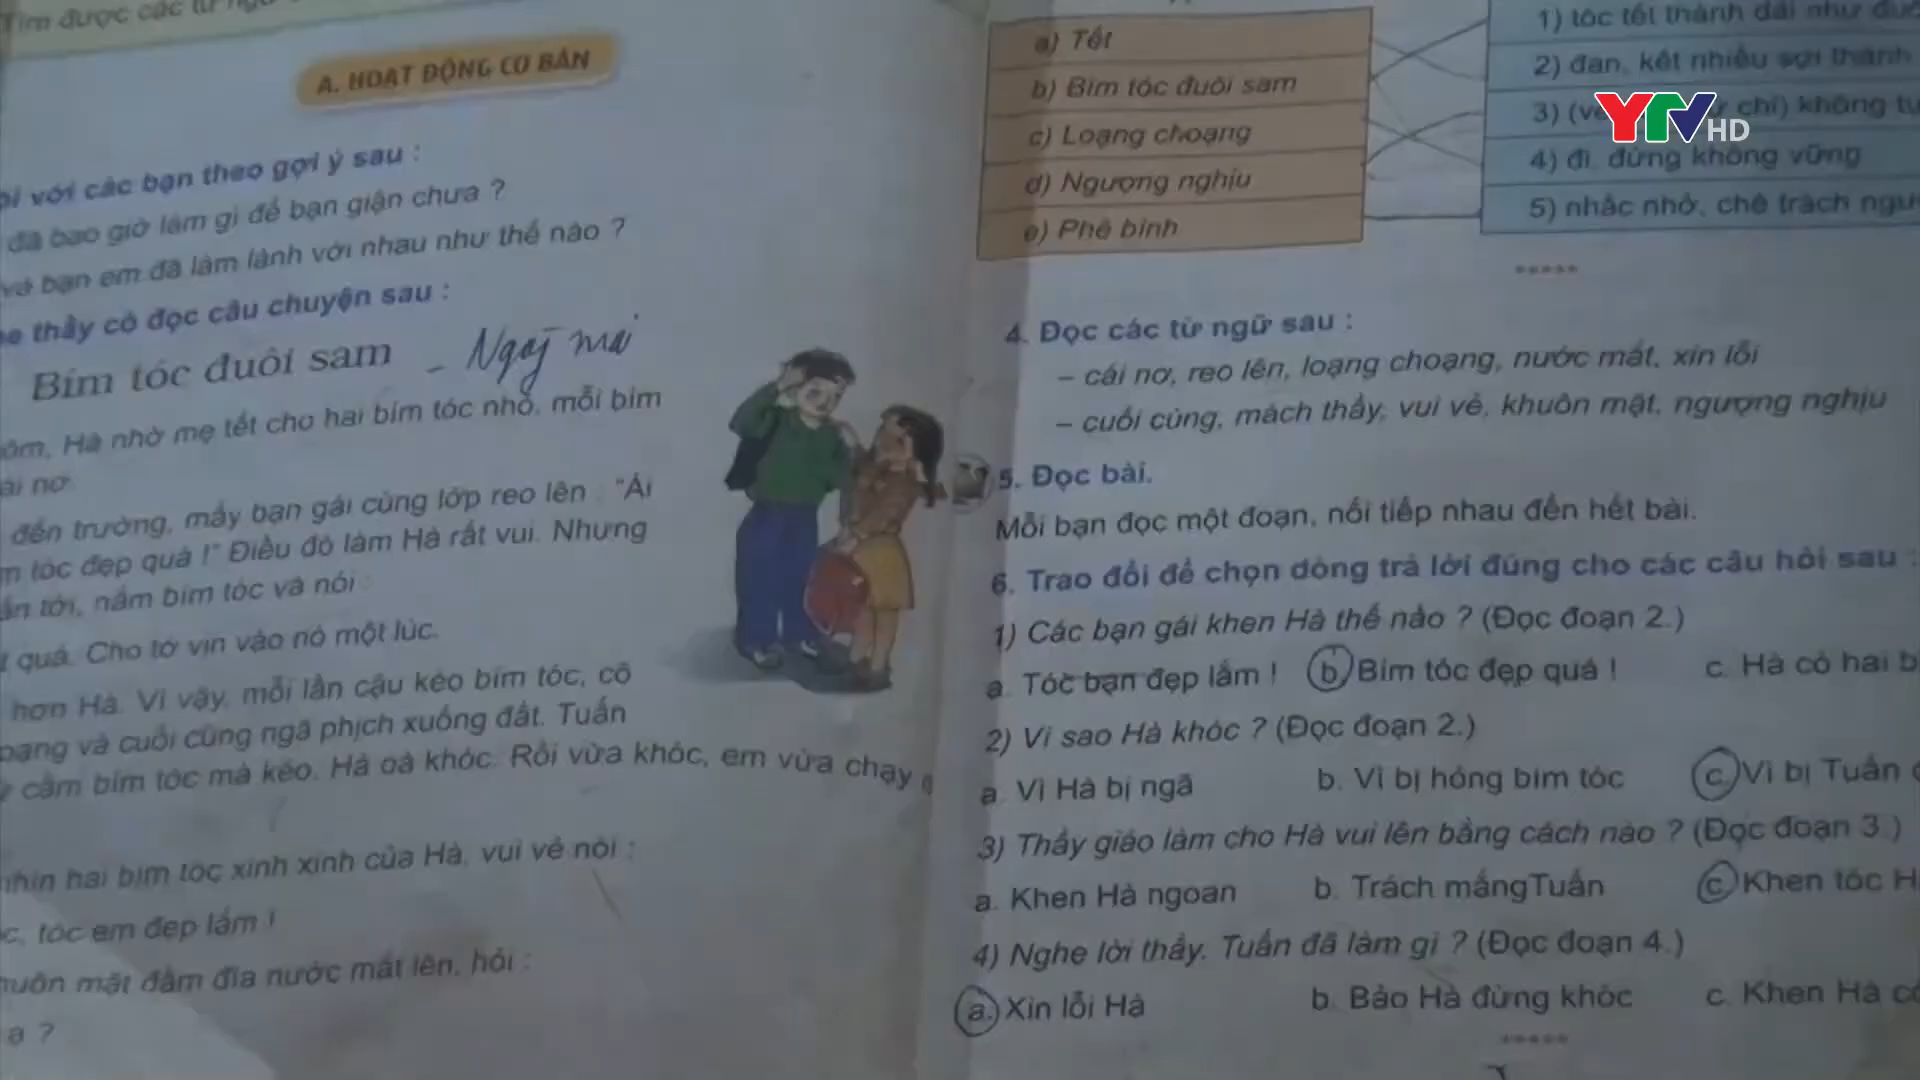 Tìm được các từ ngữ
A. HOẠT ĐỘNG CƠ BẢN
với các bạn theo gợi ý sau :
đã bao giờ làm gì để bạn giận chưa ?
và bạn em đã làm lành với nhau như thế nào ?
thầy cô đọc câu chuyện sau :
Bím tóc đuôi sam
Hà nhờ mẹ tết cho hai bím tóc nhỏ, mỗi bím
nơ.
đến trường, mấy bạn gái cùng lớp reo lên : "Ái
tóc đẹp quá !" Điều đó làm Hà rất vui. Nhưng
tới, nắm bím tóc và nói :
quá. Cho tớ vịn vào nó một lúc.
hơn Hà. Vì vậy, mỗi lần cậu kéo bím tóc, cô
và cuối cùng ngã phịch xuống đất. Tuấn
cầm bím tóc mà kéo. Hà oà khóc. Rồi vừa khóc, em vừa chạy
nhìn hai bím tóc xinh xinh của Hà, vui vẻ nói :
tóc em đẹp lắm !
mặt đầm đìa nước mắt lên, hỏi :
?
a) Tết
b) Bím tóc đuôi sam
c) Loạng choạng
d) Ngượng nghịu
e) Phê bình
1) tóc tết thành dải như
2) đan, kết nhiều sợi thành
3) chỉ) không
4) đi, đứng không vững
5) nhắc nhở, chê trách
YTV HD
*****
4. Đọc các từ ngữ sau :
– cái nơ, reo lên, loạng choạng, nước mắt, xin lỗi
– cuối cùng, mách thầy, vui vẻ, khuôn mặt, ngượng nghịu
5. Đọc bài.
Mỗi bạn đọc một đoạn, nối tiếp nhau đến hết bài.
6. Trao đổi để chọn dòng trả lời đúng cho các câu hỏi sau :
1) Các bạn gái khen Hà thế nào ? (Đọc đoạn 2.)
a. Tóc bạn đẹp lắm ! b. Bím tóc đẹp quá ! c. Hà có hai
2) Vì sao Hà khóc ? (Đọc đoạn 2.)
a. Vì Hà bị ngã b. Vì bị hỏng bím tóc c. Vì bị Tuấn
3) Thầy giáo làm cho Hà vui lên bằng cách nào ? (Đọc đoạn 3.)
a. Khen Hà ngoan b. Trách mắng Tuấn c. Khen tóc
4) Nghe lời thầy, Tuấn đã làm gì ? (Đọc đoạn 4.)
a. Xin lỗi Hà b. Bảo Hà đừng khóc c. Khen Hà
*****